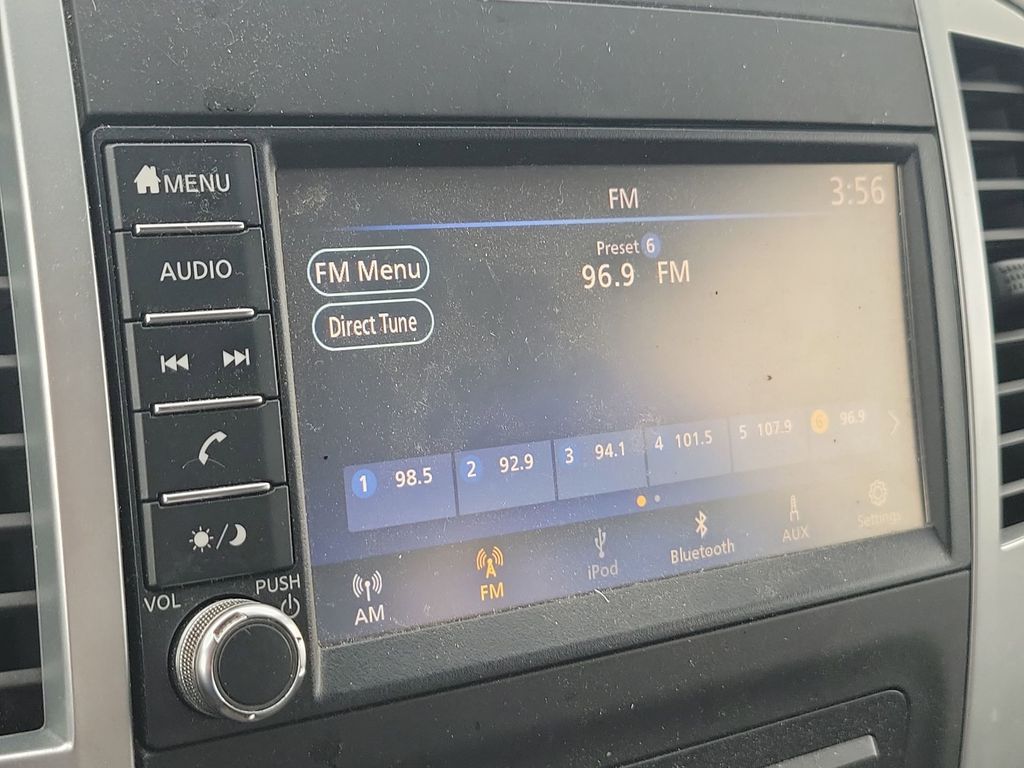 MENU
AUDIO
VOL
PUSH
FM
3:56
Preset 6
96.9 FM
FM Menu
Direct Tune
1 98.5
2 92.9
3 94.1
4 101.5
5 107.9
6 96.9
AM
FM
iPod
Bluetooth
AUX
Settings